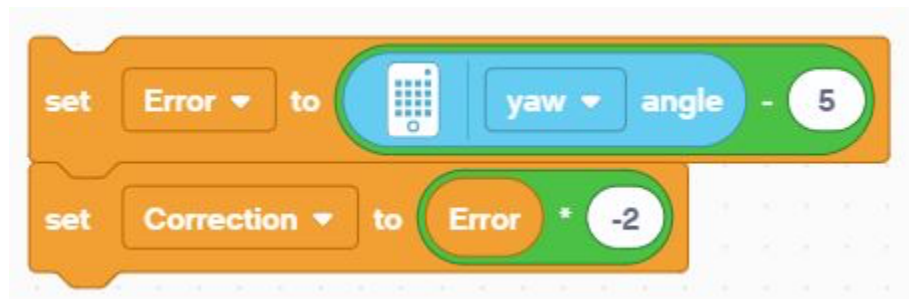 set Error to yaw angle - 5
set Correction to Error * -2